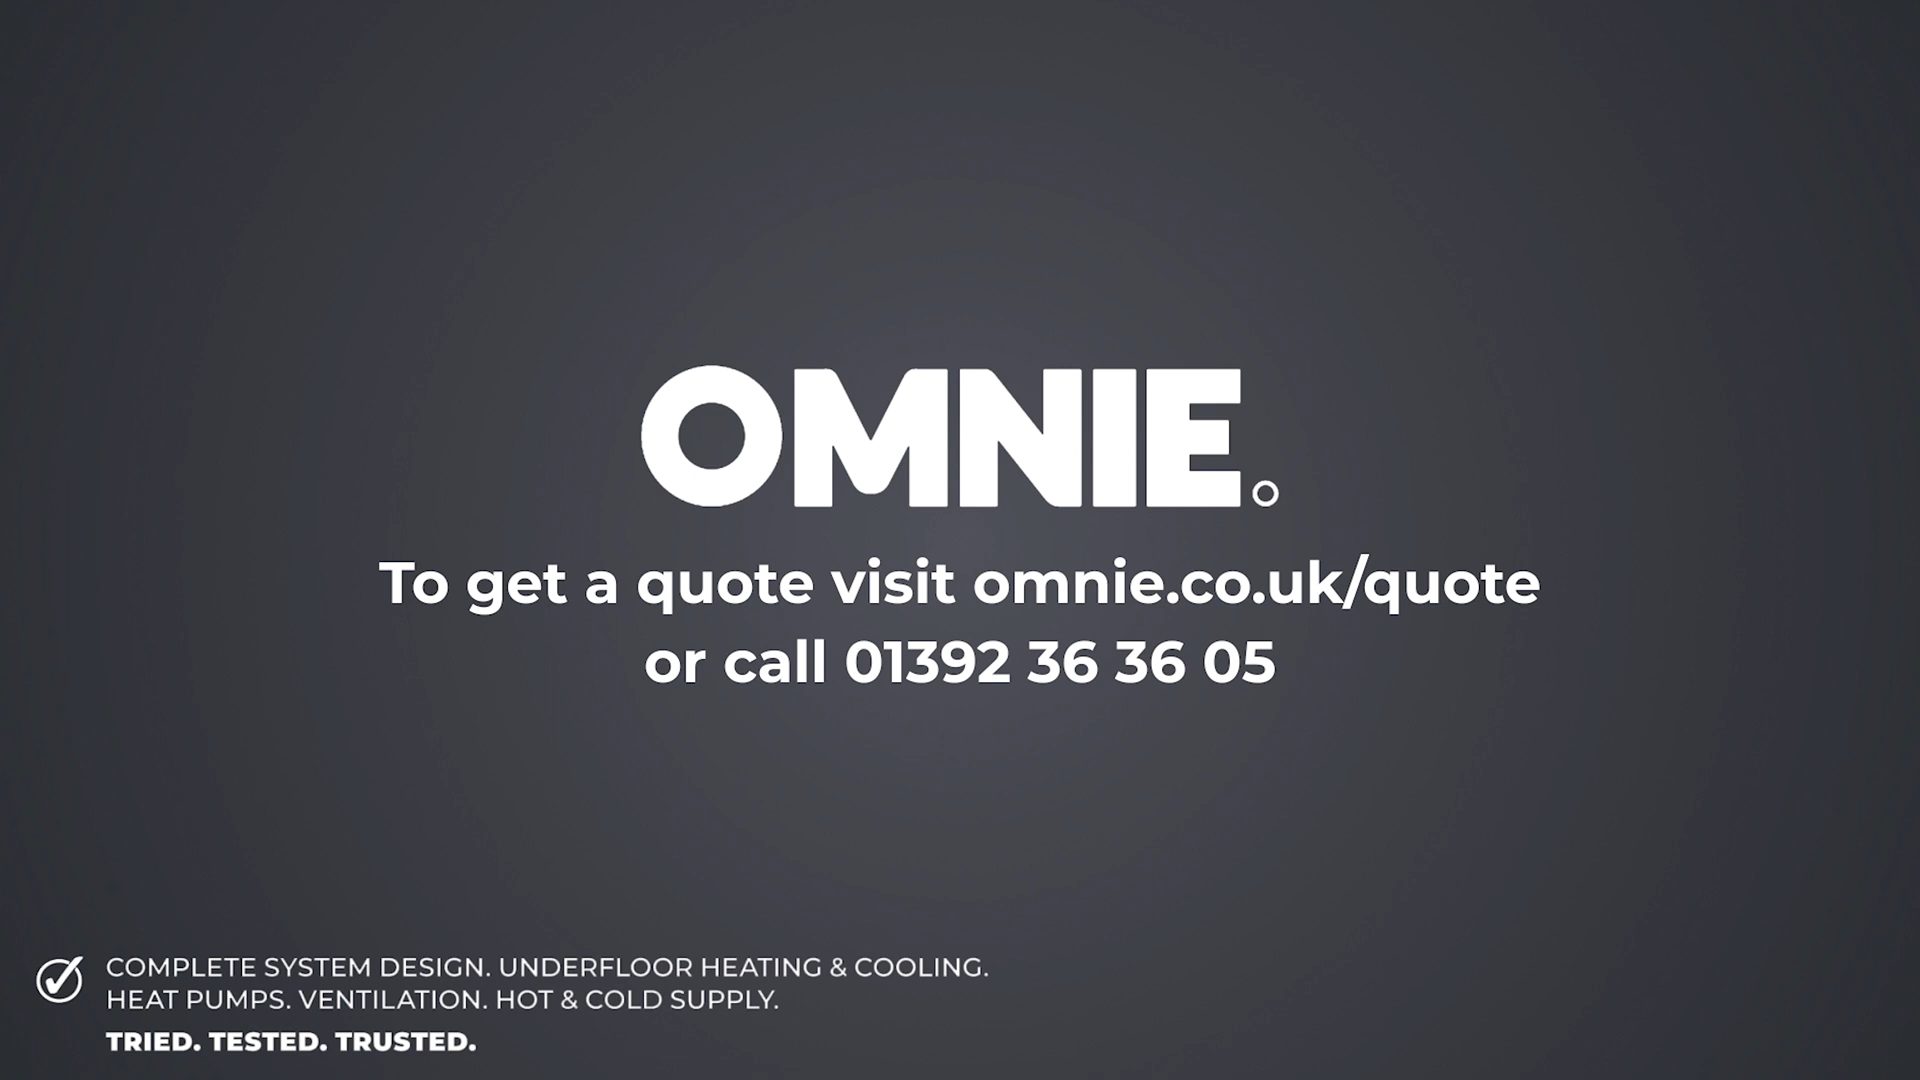 OMNIE
To get a quote visit omnie.co.uk/quote
or call 01392 36 36 05
COMPLETE SYSTEM DESIGN. UNDERFLOOR HEATING & COOLING.
HEAT PUMPS. VENTILATION. HOT & COLD SUPPLY.
TRIED. TESTED. TRUSTED.